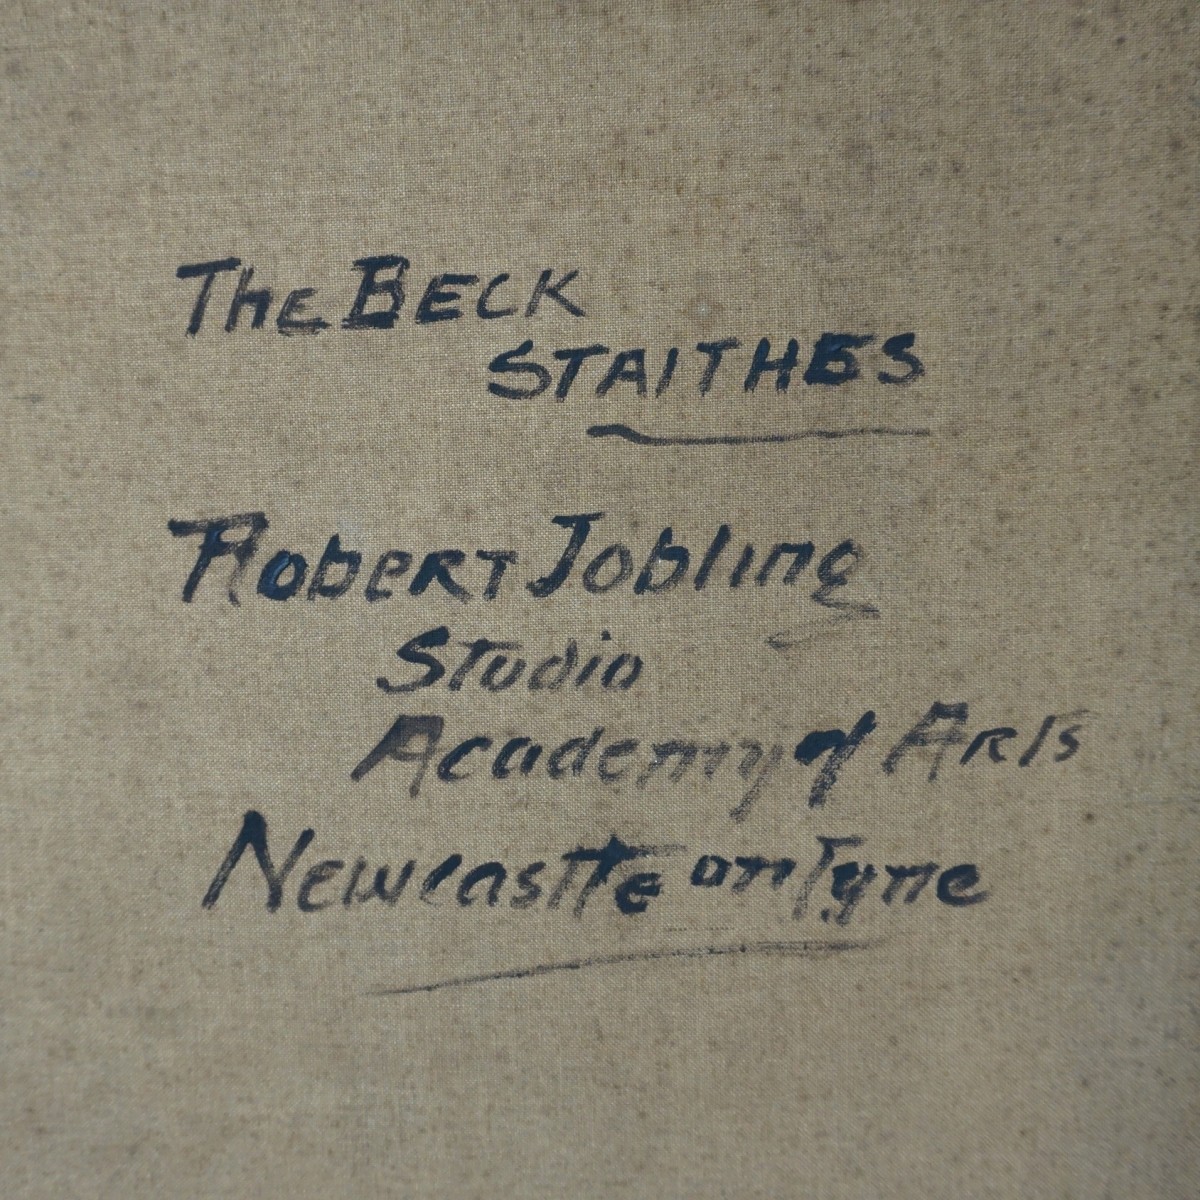 The BECK
STAITHES
Robert Jobling
Studio
Academy of Arts
Newcastle on Tyne